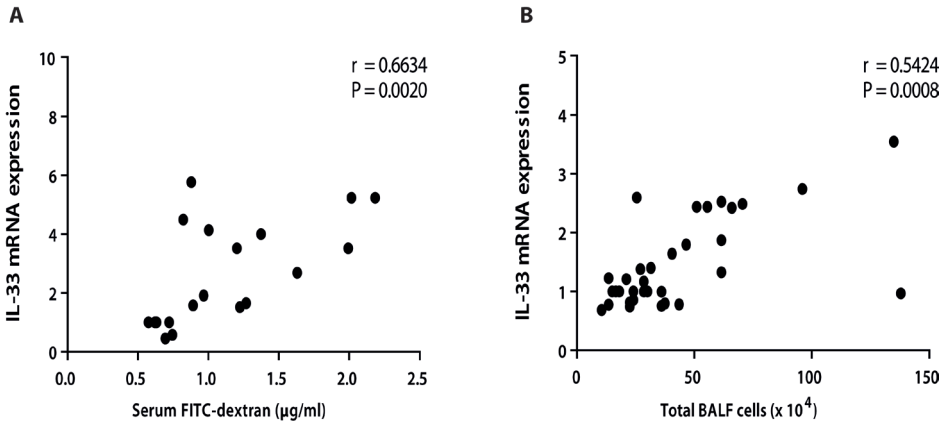 A
B
r = 0.6634
P = 0.0020
r = 0.5424
P = 0.0008
IL-33 mRNA expression
10
8
6
4
2
0
0.0 0.5 1.0 1.5 2.0 2.5
Serum FITC-dextran (μg/ml)
IL-33 mRNA expression
5
4
3
2
1
0
0 50 100 150
Total BALF cells (x 10⁴)